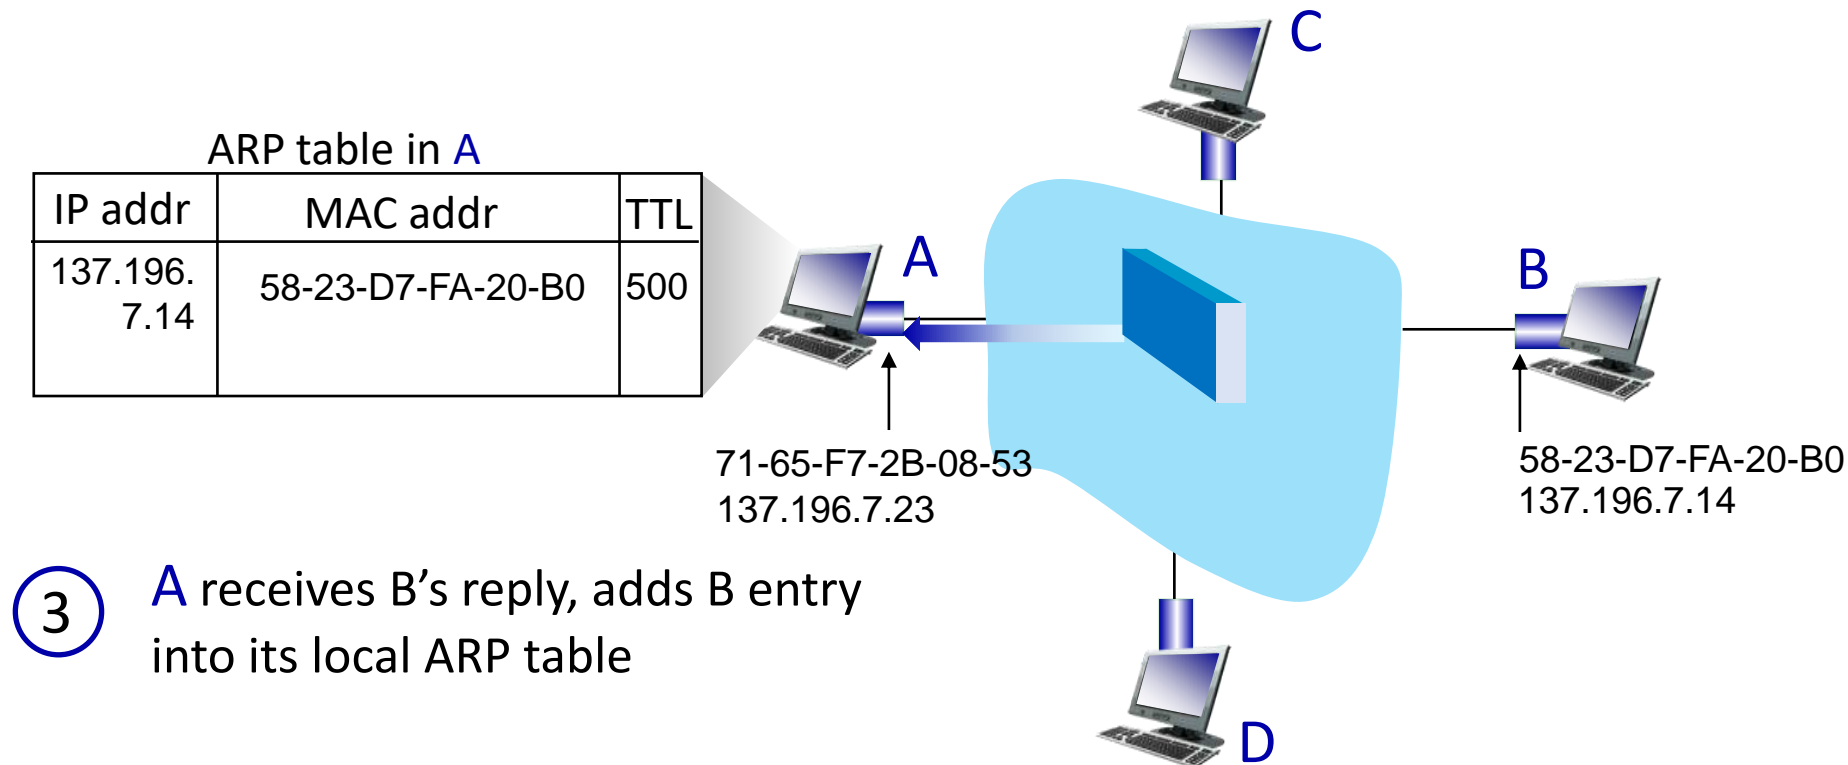 C
ARP table in A
IP addr MAC addr TTL
137.196.
7.14
58-23-D7-FA-20-B0
500
A
B
71-65-F7-2B-08-53
137.196.7.23
58-23-D7-FA-20-B0
137.196.7.14
3
A receives B’s reply, adds B entry
into its local ARP table
D